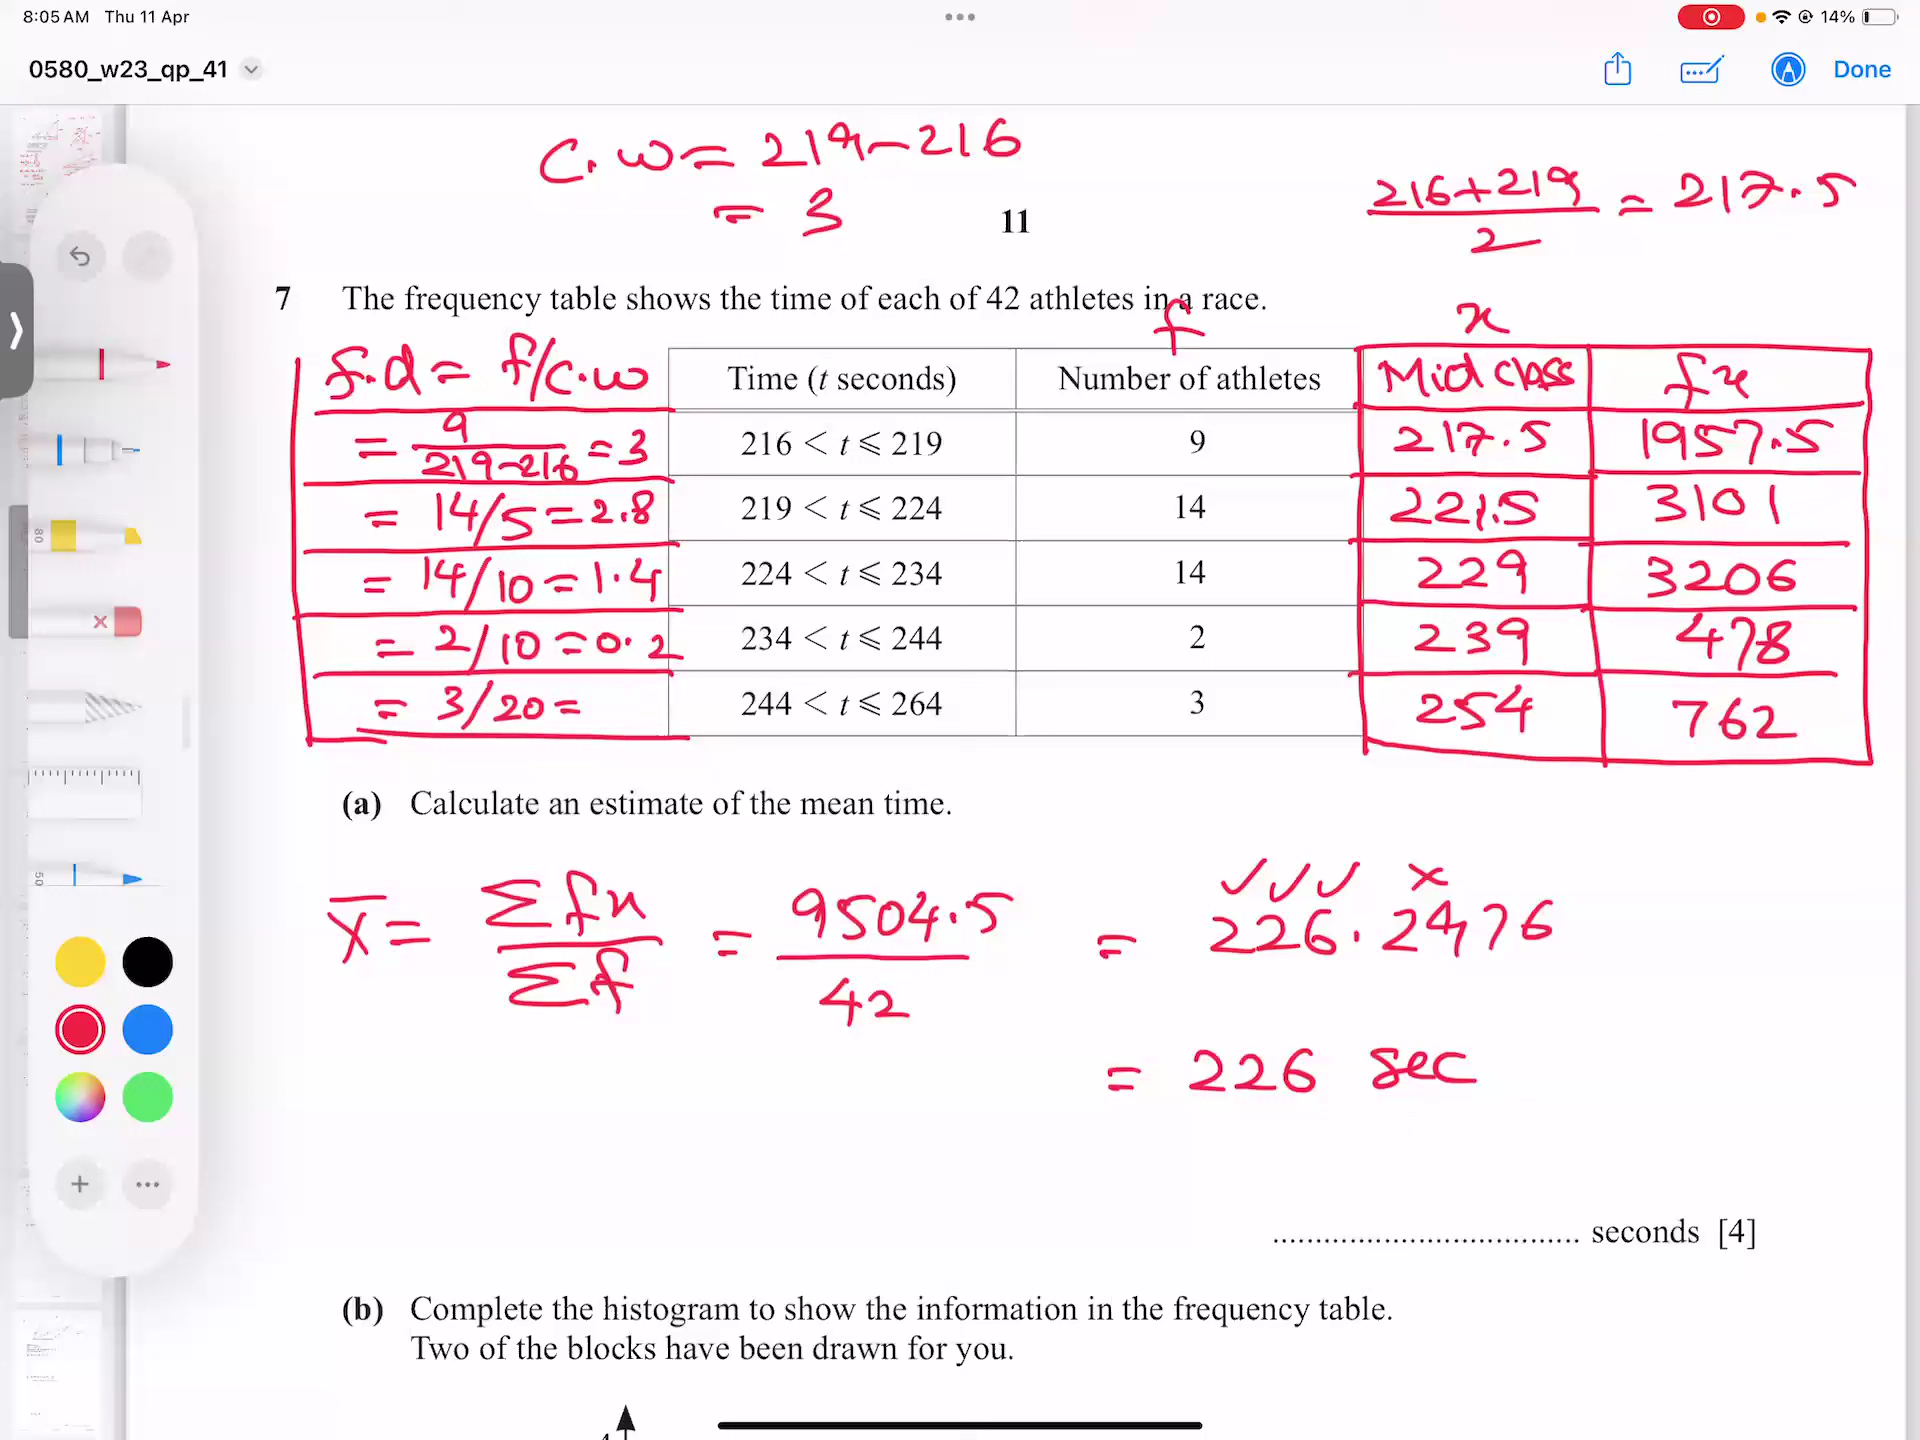 8:05 AM Thu 11 Apr
14%
0580_w23_qp_41
Done
C.W = 219-216
= 3
11
216+219 / 2 = 217.5
7 The frequency table shows the time of each of 42 athletes in a race.
f
x
f.d = f/c.w Time (t seconds) Number of athletes Mid class fx
= 9 / 219-216 = 3 216 < t ⩽ 219 9 217.5 1957.5
= 14/5 = 2.8 219 < t ⩽ 224 14 221.5 3101
= 14/10 = 1.4 224 < t ⩽ 234 14 229 3206
= 2/10 = 0.2 234 < t ⩽ 244 2 239 478
= 3/20 = 244 < t ⩽ 264 3 254 762
(a) Calculate an estimate of the mean time.
X̅ = Σfx / Σf = 9504.5 / 42 = 226.2476
= 226 sec
.................................... seconds [4]
(b) Complete the histogram to show the information in the frequency table.
Two of the blocks have been drawn for you.
4
80
50